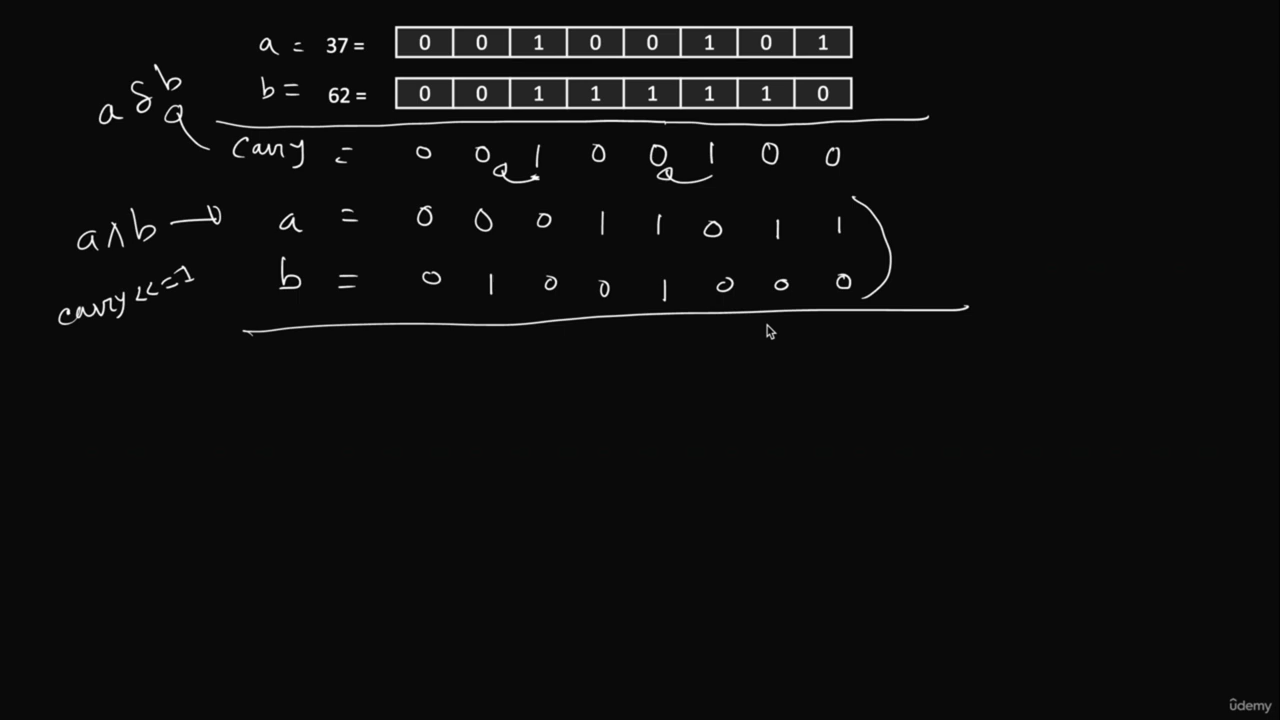 a = 37 = 0 0 1 0 0 1 0 1
b = 62 = 0 0 1 1 1 1 1 0
a & b
carry = 0 0 1 0 0 1 0 0
a ^ b → a = 0 0 0 1 1 0 1 1
carry <<= 1 b = 0 1 0 0 1 0 0 0
ûdemy